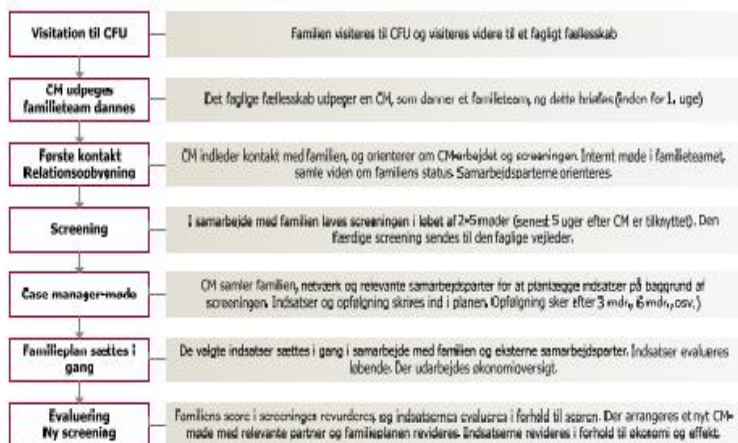 Visitation til CFU
Familien visiteres til CFU og visiteres videre til et fagligt fællesskab
CM udpeges
familieteam dannes
Det faglige fællesskab udpeger en CM, som danner et familieteam, og dette briefes (inden for 1. uge)
Første kontakt
Relationsopbygning
CM indleder kontakt med familien, og orienterer om CM-arbejdet og screeningen. Internt møde i familieteamet,
samle viden om familiens status. Samarbejdsparterne orienteres.
Screening
I samarbejde med familien laves screeningen i løbet af 2-5 møder (senest 5 uger efter CM er tilknyttet). Den
færdige screening sendes til den faglige vejleder.
Case manager-møde
CM samler familien, netværk og relevante samarbejdsparter for at planlægge indsatser på baggrund af
screeningen. Indsatser og opfølgning skrives ind i planen. Opfølgning sker efter 3 mdr., 6 mdr., osv.)
Familieplan sættes i
gang
De valgte indsatser sættes i gang i samarbejde med familien og eksterne samarbejdsparter. Indsatser evalueres
løbende. Der udarbejdes økonomioversigt.
Evaluering
Ny screening
Familiens score i screeningen revurderes, og indsatsernes evalueres i forhold til scoren. Der arrangeres et nyt CM-
møde med relevante partner og familieplanen revideres. Indsatserne revideres i forhold til økonomi og effekt.